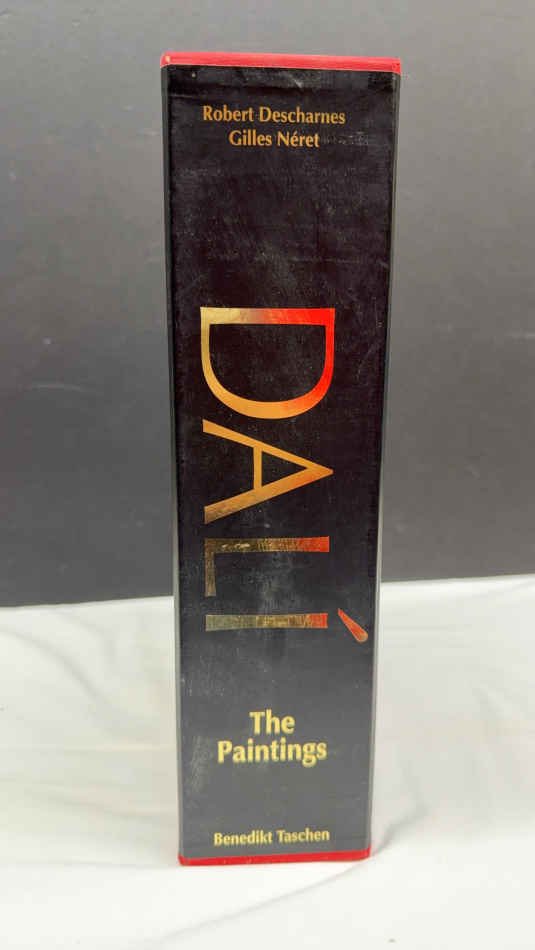 Robert Descharnes
Gilles Néret
DALÍ
The
Paintings
Benedikt Taschen